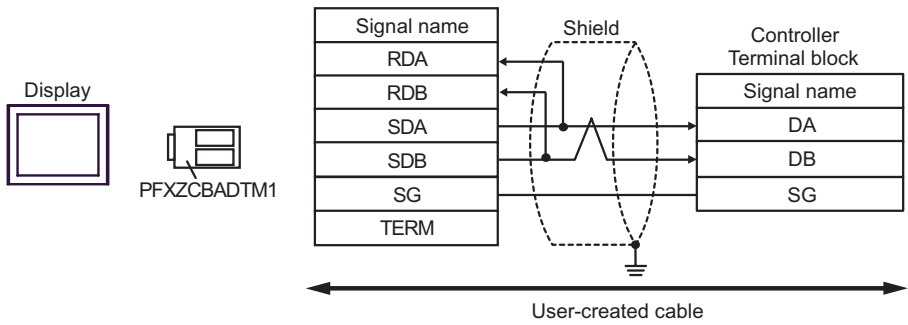 Display
PFXZCBADTM1
Signal name
RDA
RDB
SDA
SDB
SG
TERM
Shield
Controller
Terminal block
Signal name
DA
DB
SG
User-created cable